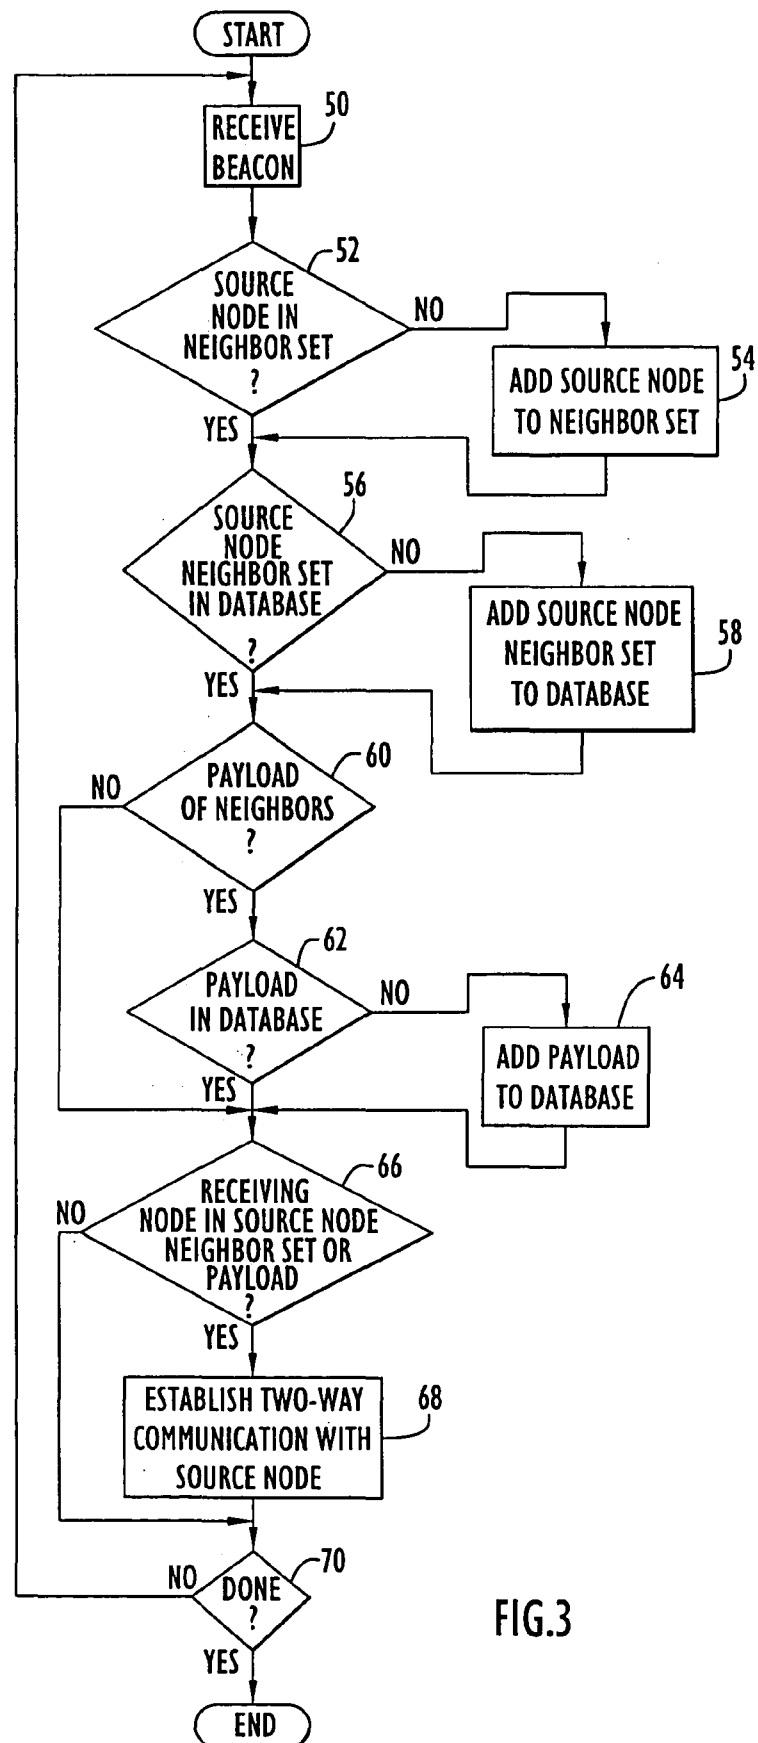 START
50
RECEIVE
BEACON
52
SOURCE
NODE IN
NEIGHBOR SET
?
NO
54
ADD SOURCE NODE
TO NEIGHBOR SET
YES
56
SOURCE
NODE
NEIGHBOR SET
IN DATABASE
?
NO
58
ADD SOURCE NODE
NEIGHBOR SET
TO DATABASE
YES
60
PAYLOAD
OF NEIGHBORS
?
NO
YES
62
PAYLOAD
IN DATABASE
?
NO
64
ADD PAYLOAD
TO DATABASE
YES
66
RECEIVING
NODE IN SOURCE NODE
NEIGHBOR SET OR
PAYLOAD
?
NO
YES
68
ESTABLISH TWO-WAY
COMMUNICATION WITH
SOURCE NODE
70
DONE
?
NO
YES
END
FIG.3